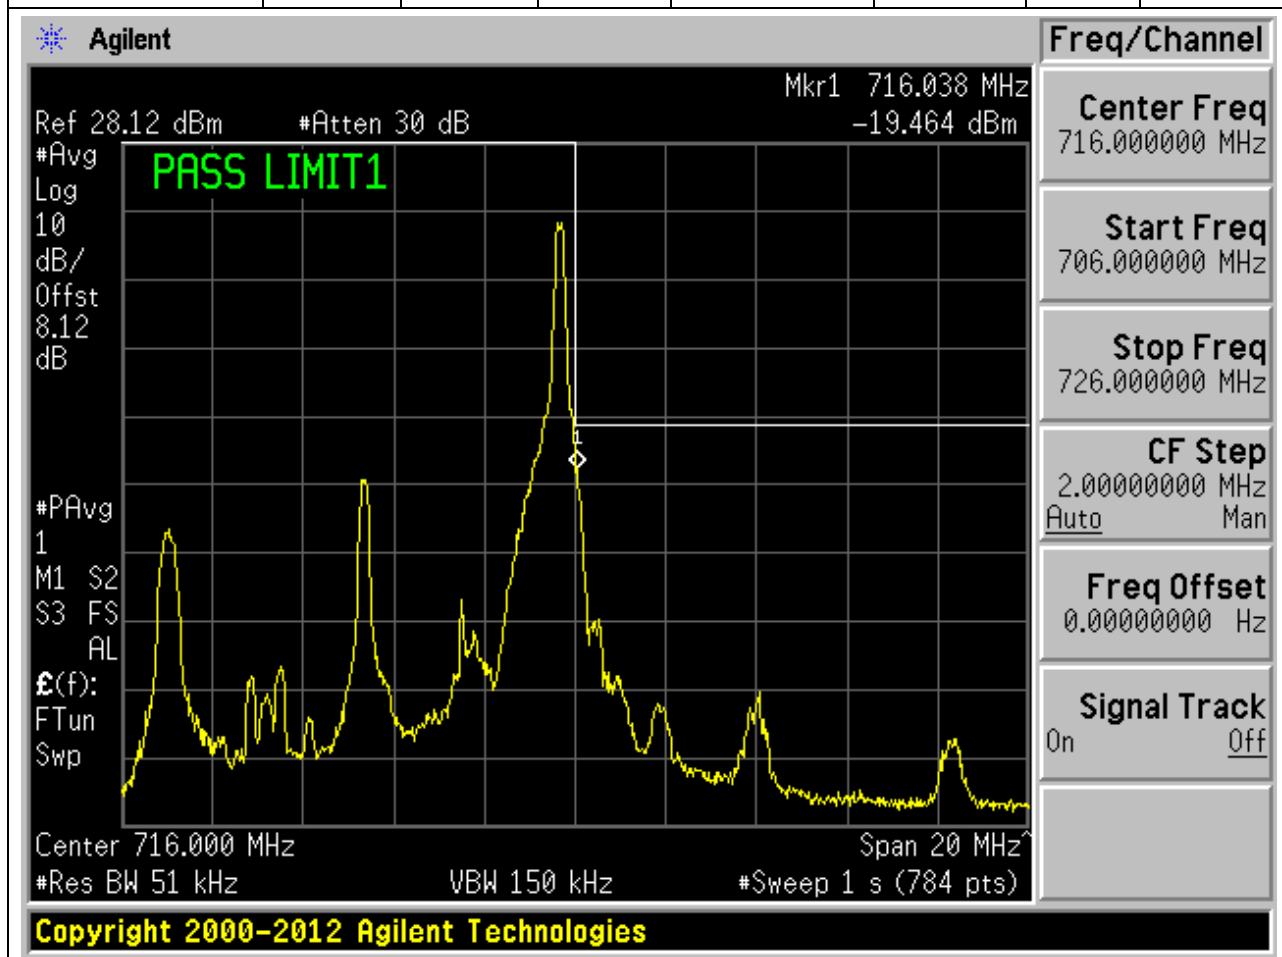 Agilent
Freq/Channel
Mkr1 716.038 MHz
Ref 28.12 dBm #Atten 30 dB -19.464 dBm
#Avg
Log
10
dB/
Offst
8.12
dB
PASS LIMIT1
1
#PAvg
1
M1 S2
S3 FS
AL
£(f):
FTun
Swp
Center 716.000 MHz Span 20 MHz^
#Res BW 51 kHz VBW 150 kHz #Sweep 1 s (784 pts)
Copyright 2000-2012 Agilent Technologies
Center Freq
716.000000 MHz
Start Freq
706.000000 MHz
Stop Freq
726.000000 MHz
CF Step
2.00000000 MHz
Auto Man
Freq Offset
0.00000000 Hz
Signal Track
On Off